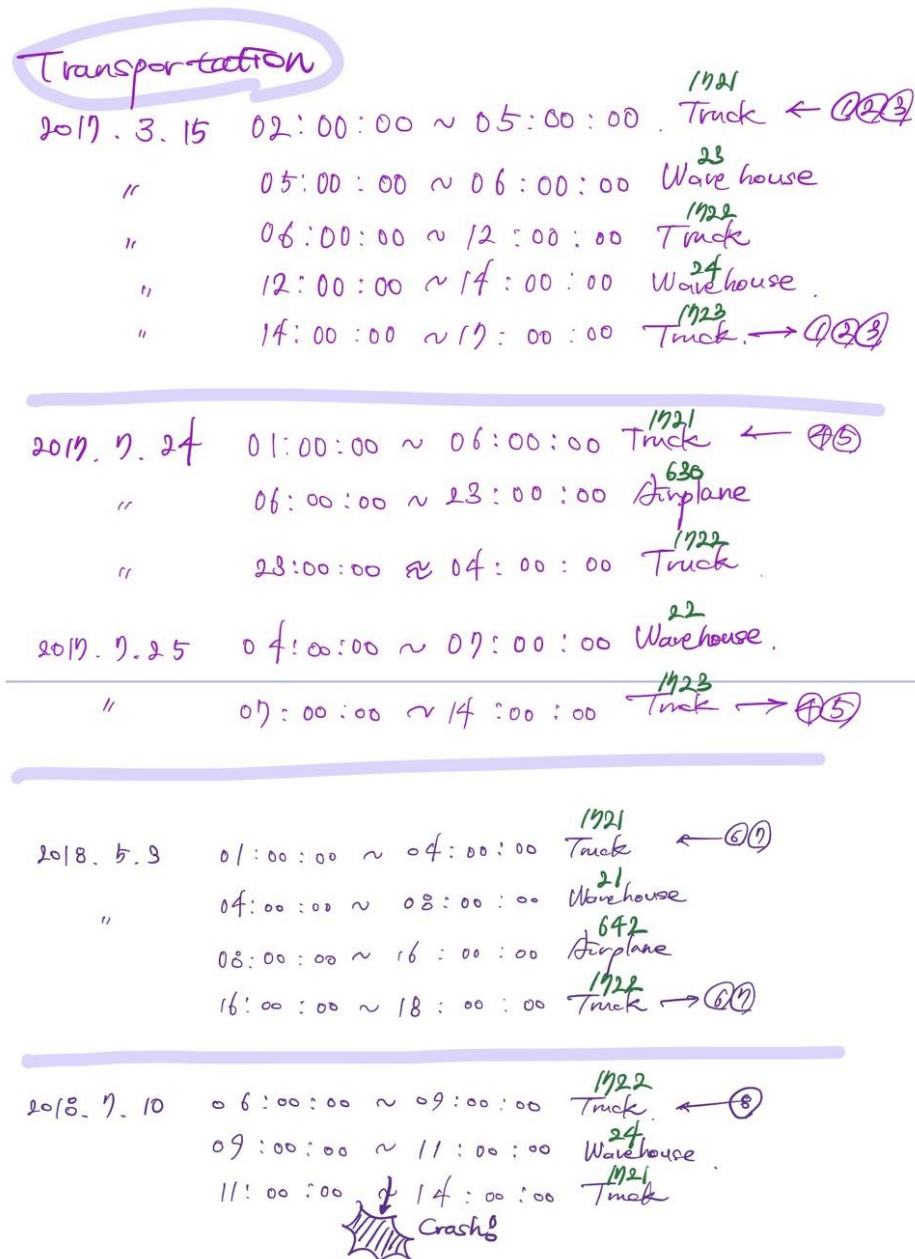 Transportation
1721
2017. 3. 15 02:00:00 ~ 05:00:00. Truck ← ①②③
23
" 05:00:00 ~ 06:00:00 Warehouse
1722
" 06:00:00 ~ 12:00:00 Truck
24
" 12:00:00 ~ 14:00:00 Warehouse.
1723
" 14:00:00 ~ 17:00:00 Truck. → ①②③
1721
2017. 7. 24 01:00:00 ~ 06:00:00 Truck ← ④⑤
630
" 06:00:00 ~ 23:00:00 Airplane
1722
" 23:00:00 ~ 04:00:00 Truck.
22
2017. 7. 25 04:00:00 ~ 07:00:00 Warehouse.
1723
" 07:00:00 ~ 14:00:00 Truck → ④⑤
1721
2018. 5. 3 01:00:00 ~ 04:00:00 Truck ← ⑥⑦
21
" 04:00:00 ~ 08:00:00 Warehouse
642
08:00:00 ~ 16:00:00 Airplane
1722
16:00:00 ~ 18:00:00 Truck → ⑥⑦
1722
2018. 7. 10 06:00:00 ~ 09:00:00 Truck. ← ⑧
24
09:00:00 ~ 11:00:00 Warehouse.
1721
11:00:00 ~ 14:00:00 Truck
Crash!